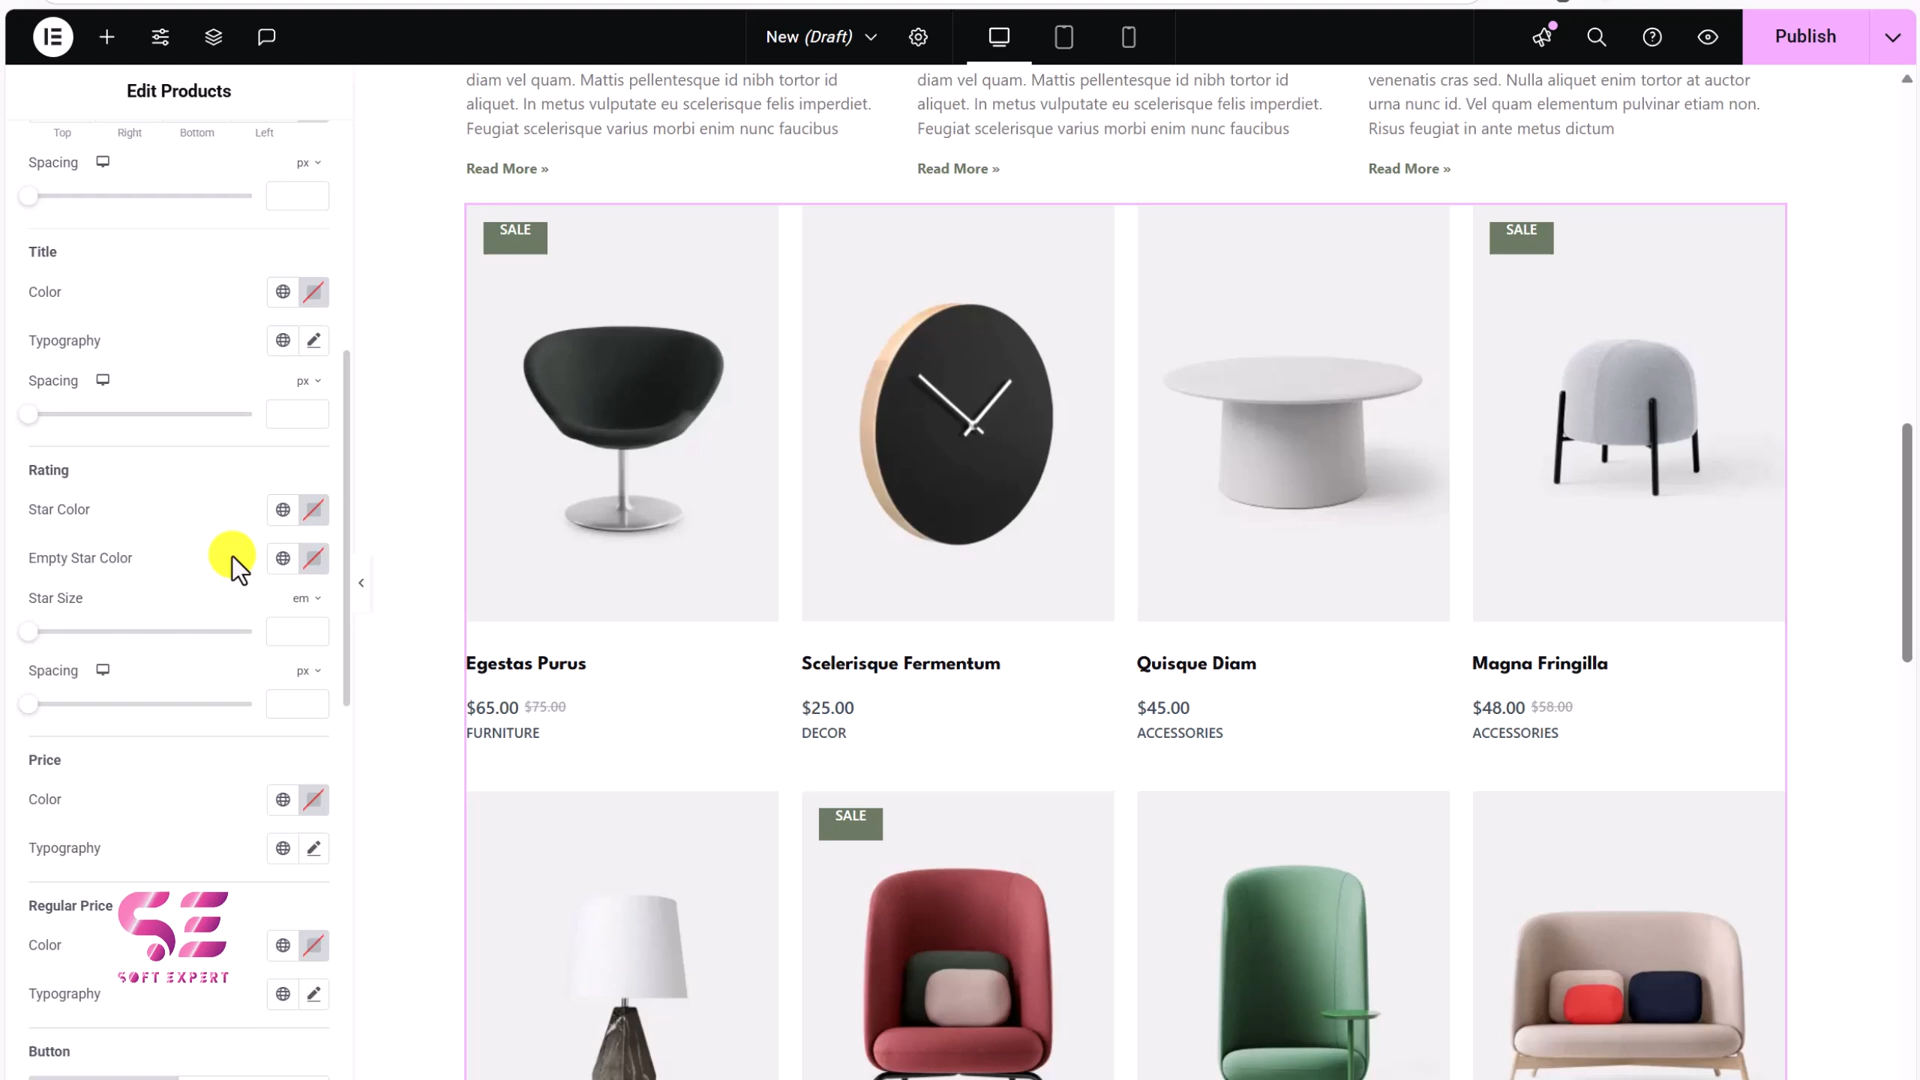 New (Draft)
Publish
Edit Products
Top Right Bottom Left
Spacing px
Title
Color
Typography
Spacing px
Rating
Star Color
Empty Star Color
Star Size em
Spacing px
Price
Color
Typography
Regular Price
Color
Typography
Button
SOFT EXPERT
diam vel quam. Mattis pellentesque id nibh tortor id
aliquet. In metus vulputate eu scelerisque felis imperdiet.
Feugiat scelerisque varius morbi enim nunc faucibus
Read More »
diam vel quam. Mattis pellentesque id nibh tortor id
aliquet. In metus vulputate eu scelerisque felis imperdiet.
Feugiat scelerisque varius morbi enim nunc faucibus
Read More »
venenatis cras sed. Nulla aliquet enim tortor at auctor
urna nunc id. Vel quam elementum pulvinar etiam non.
Risus feugiat in ante metus dictum
Read More »
SALE
Egestas Purus
$65.00 $75.00
FURNITURE
Scelerisque Fermentum
$25.00
DECOR
Quisque Diam
$45.00
ACCESSORIES
SALE
Magna Fringilla
$48.00 $58.00
ACCESSORIES
SALE